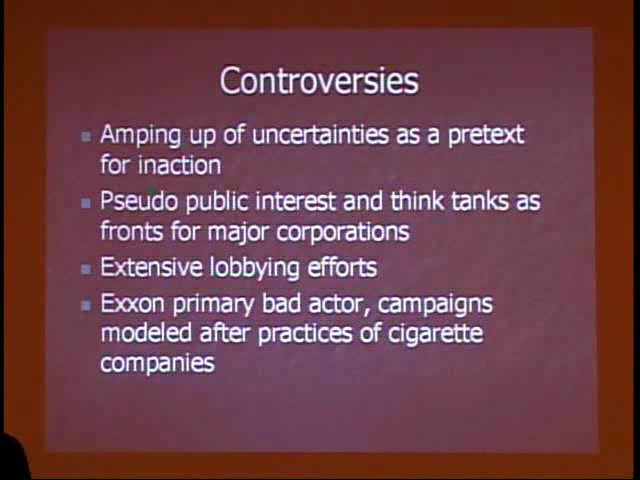 Controversies
Amping up of uncertainties as a pretext
for inaction
Pseudo public interest and think tanks as
fronts for major corporations
Extensive lobbying efforts
Exxon primary bad actor, campaigns
modeled after practices of cigarette
companies